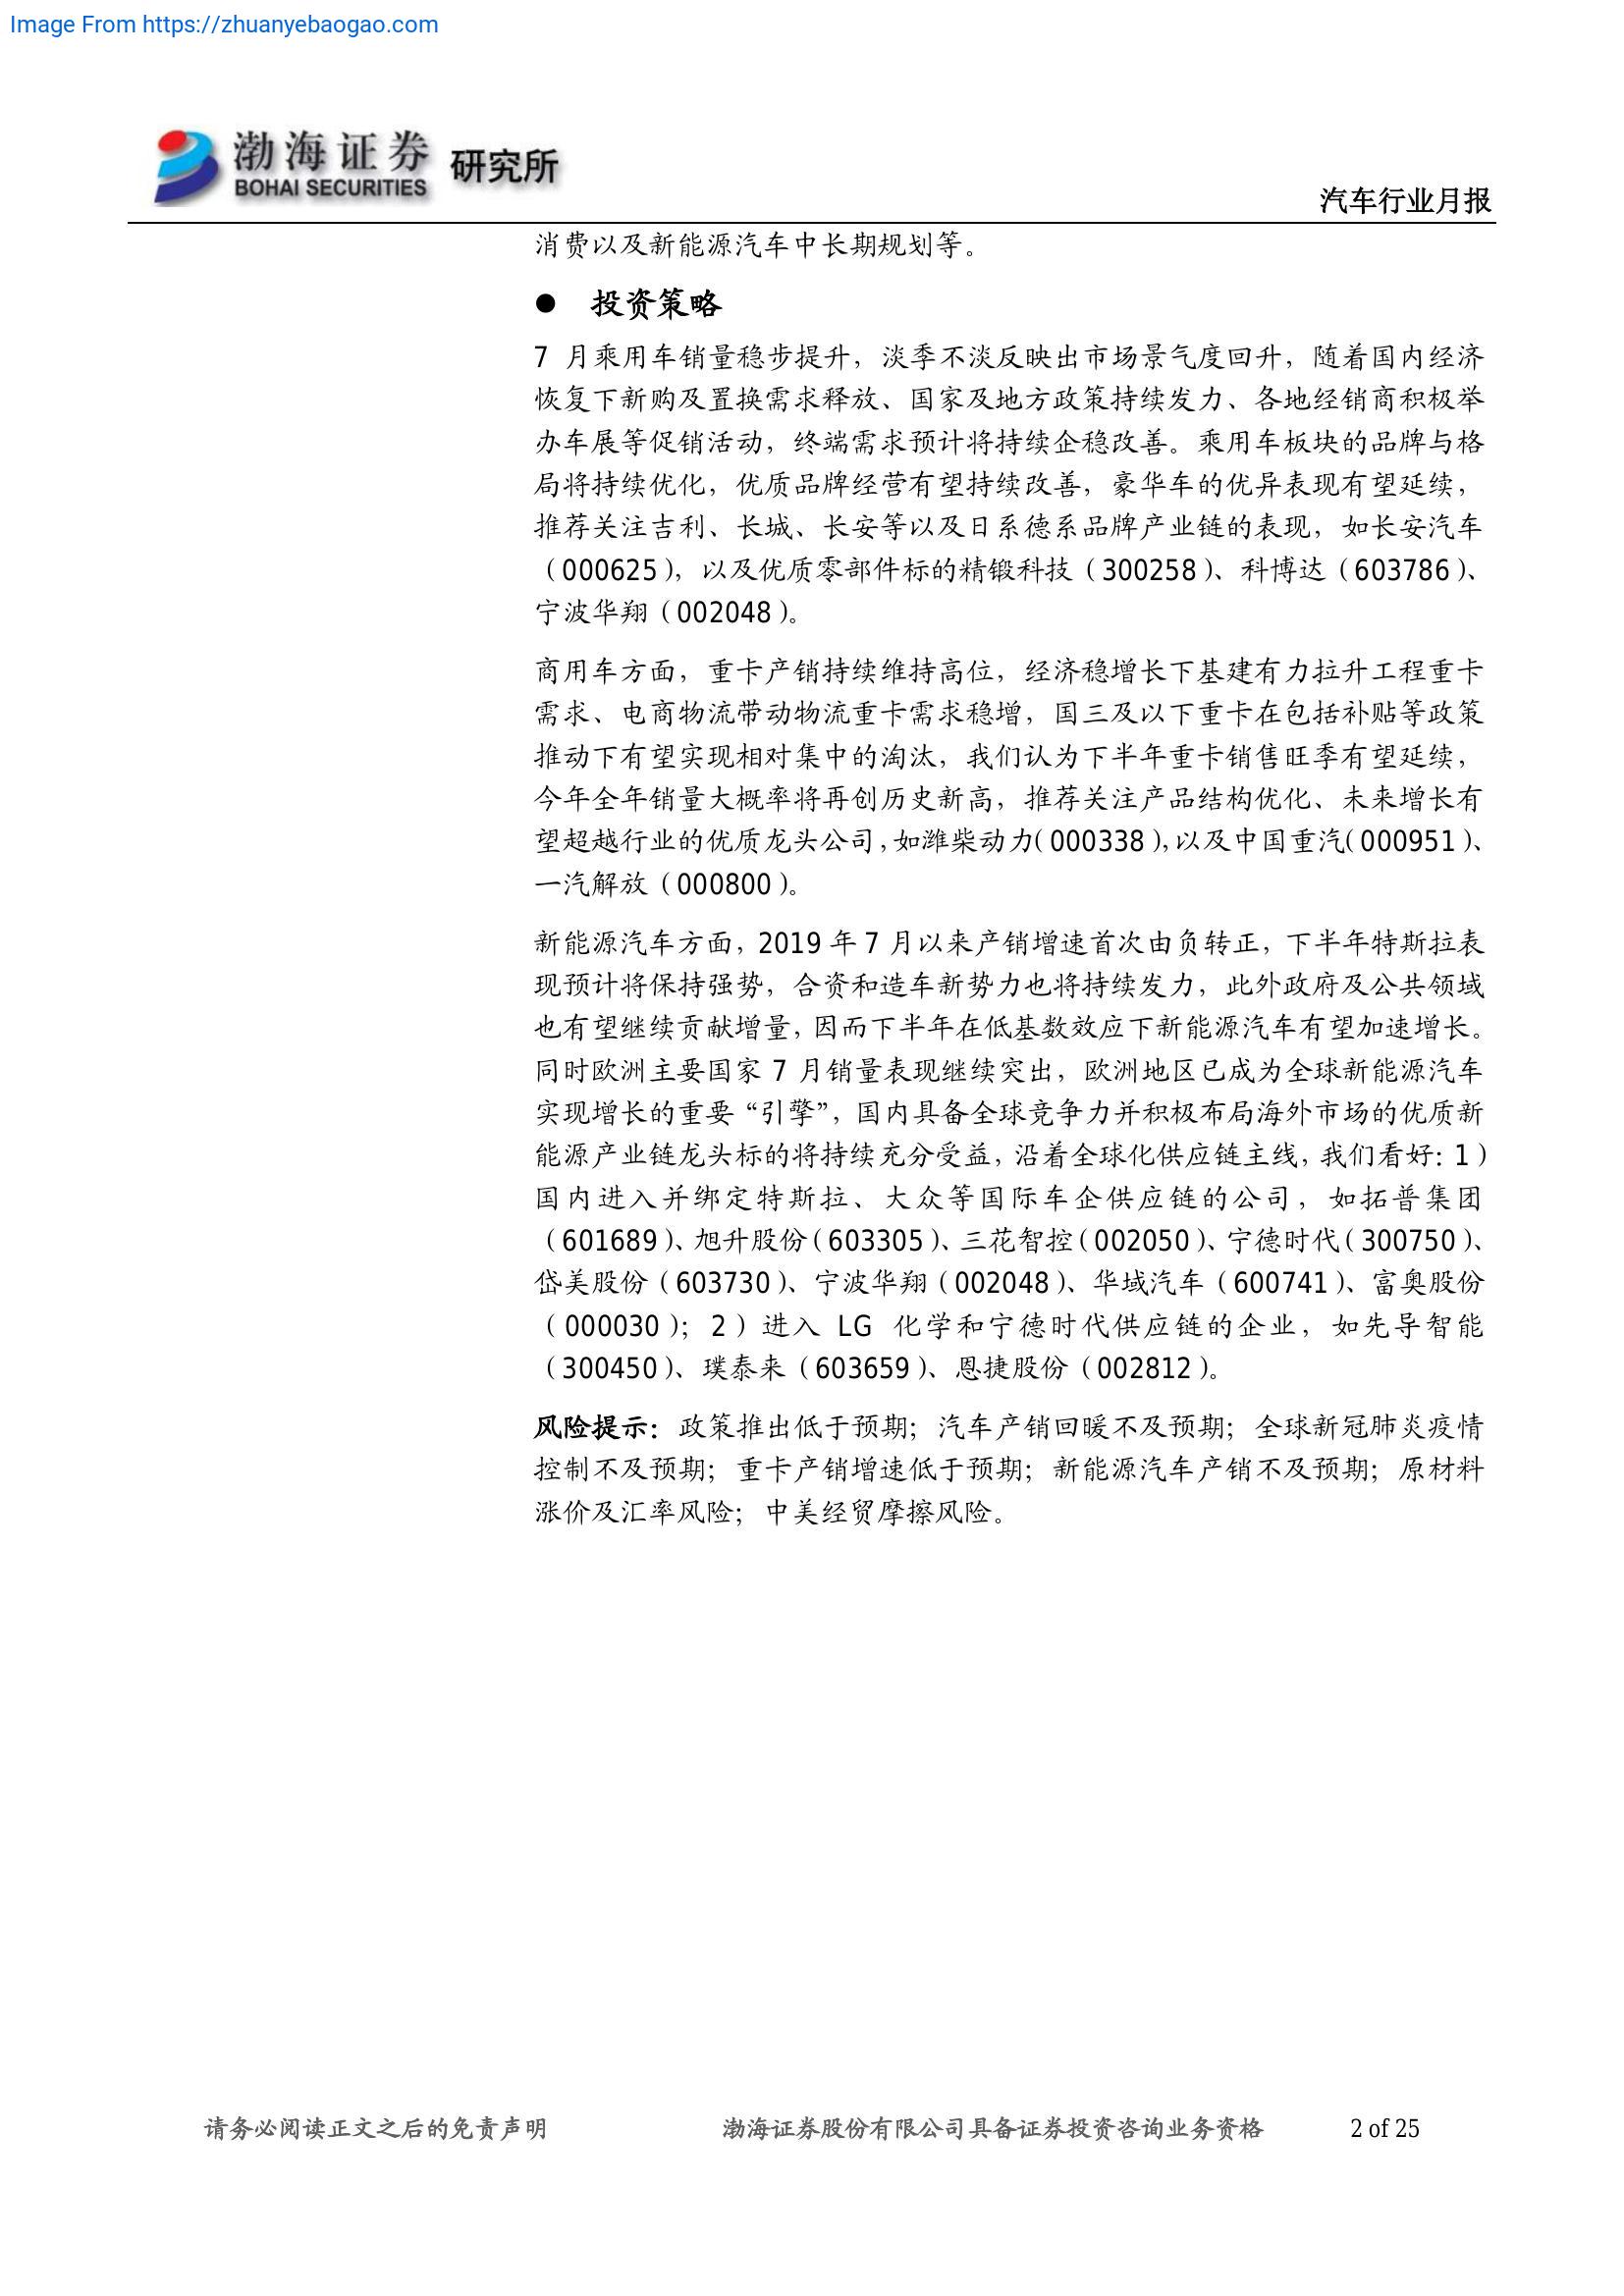 Image From https://zhuanyebaogao.com
渤海证券 研究所
BOHAI SECURITIES
汽车行业月报
消费以及新能源汽车中长期规划等。
● 投资策略
7 月乘用车销量稳步提升，淡季不淡反映出市场景气度回升，随着国内经济
恢复下新购及置换需求释放、国家及地方政策持续发力、各地经销商积极举
办车展等促销活动，终端需求预计将持续企稳改善。乘用车板块的品牌与格
局将持续优化，优质品牌经营有望持续改善，豪华车的优异表现有望延续，
推荐关注吉利、长城、长安等以及日系德系品牌产业链的表现，如长安汽车
（000625），以及优质零部件标的精锻科技（300258）、科博达（603786）、
宁波华翔（002048）。
商用车方面，重卡产销持续维持高位，经济稳增长下基建有力拉升工程重卡
需求、电商物流带动物流重卡需求稳增，国三及以下重卡在包括补贴等政策
推动下有望实现相对集中的淘汰，我们认为下半年重卡销售旺季有望延续，
今年全年销量大概率将再创历史新高，推荐关注产品结构优化、未来增长有
望超越行业的优质龙头公司，如潍柴动力（000338），以及中国重汽（000951）、
一汽解放（000800）。
新能源汽车方面，2019 年 7 月以来产销增速首次由负转正，下半年特斯拉表
现预计将保持强势，合资和造车新势力也将持续发力，此外政府及公共领域
也有望继续贡献增量，因而下半年在低基数效应下新能源汽车有望加速增长。
同时欧洲主要国家 7 月销量表现继续突出，欧洲地区已成为全球新能源汽车
实现增长的重要“引擎”，国内具备全球竞争力并积极布局海外市场的优质新
能源产业链龙头标的将持续充分受益，沿着全球化供应链主线，我们看好：1）
国内进入并绑定特斯拉、大众等国际车企供应链的公司，如拓普集团
（601689）、旭升股份（603305）、三花智控（002050）、宁德时代（300750）、
岱美股份（603730）、宁波华翔（002048）、华域汽车（600741）、富奥股份
（000030）；2）进入 LG 化学和宁德时代供应链的企业，如先导智能
（300450）、璞泰来（603659）、恩捷股份（002812）。
风险提示：政策推出低于预期；汽车产销回暖不及预期；全球新冠肺炎疫情
控制不及预期；重卡产销增速低于预期；新能源汽车产销不及预期；原材料
涨价及汇率风险；中美经贸摩擦风险。
请务必阅读正文之后的免责声明 渤海证券股份有限公司具备证券投资咨询业务资格 2 of 25